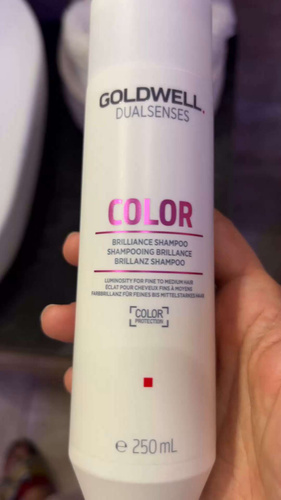 GOLDWELL.
DUALSENSES
COLOR
BRILLIANCE SHAMPOO
SHAMPOOING BRILLANCE
BRILLANZ SHAMPOO
LUMINOSITY FOR FINE TO MEDIUM HAIR
ÉCLAT POUR CHEVEUX FINS À MOYENS
FARBBRILLANZ FÜR FEINES BIS MITTELSTARKES HAAR
COLOR
PROTECTION
℮ 250 mL